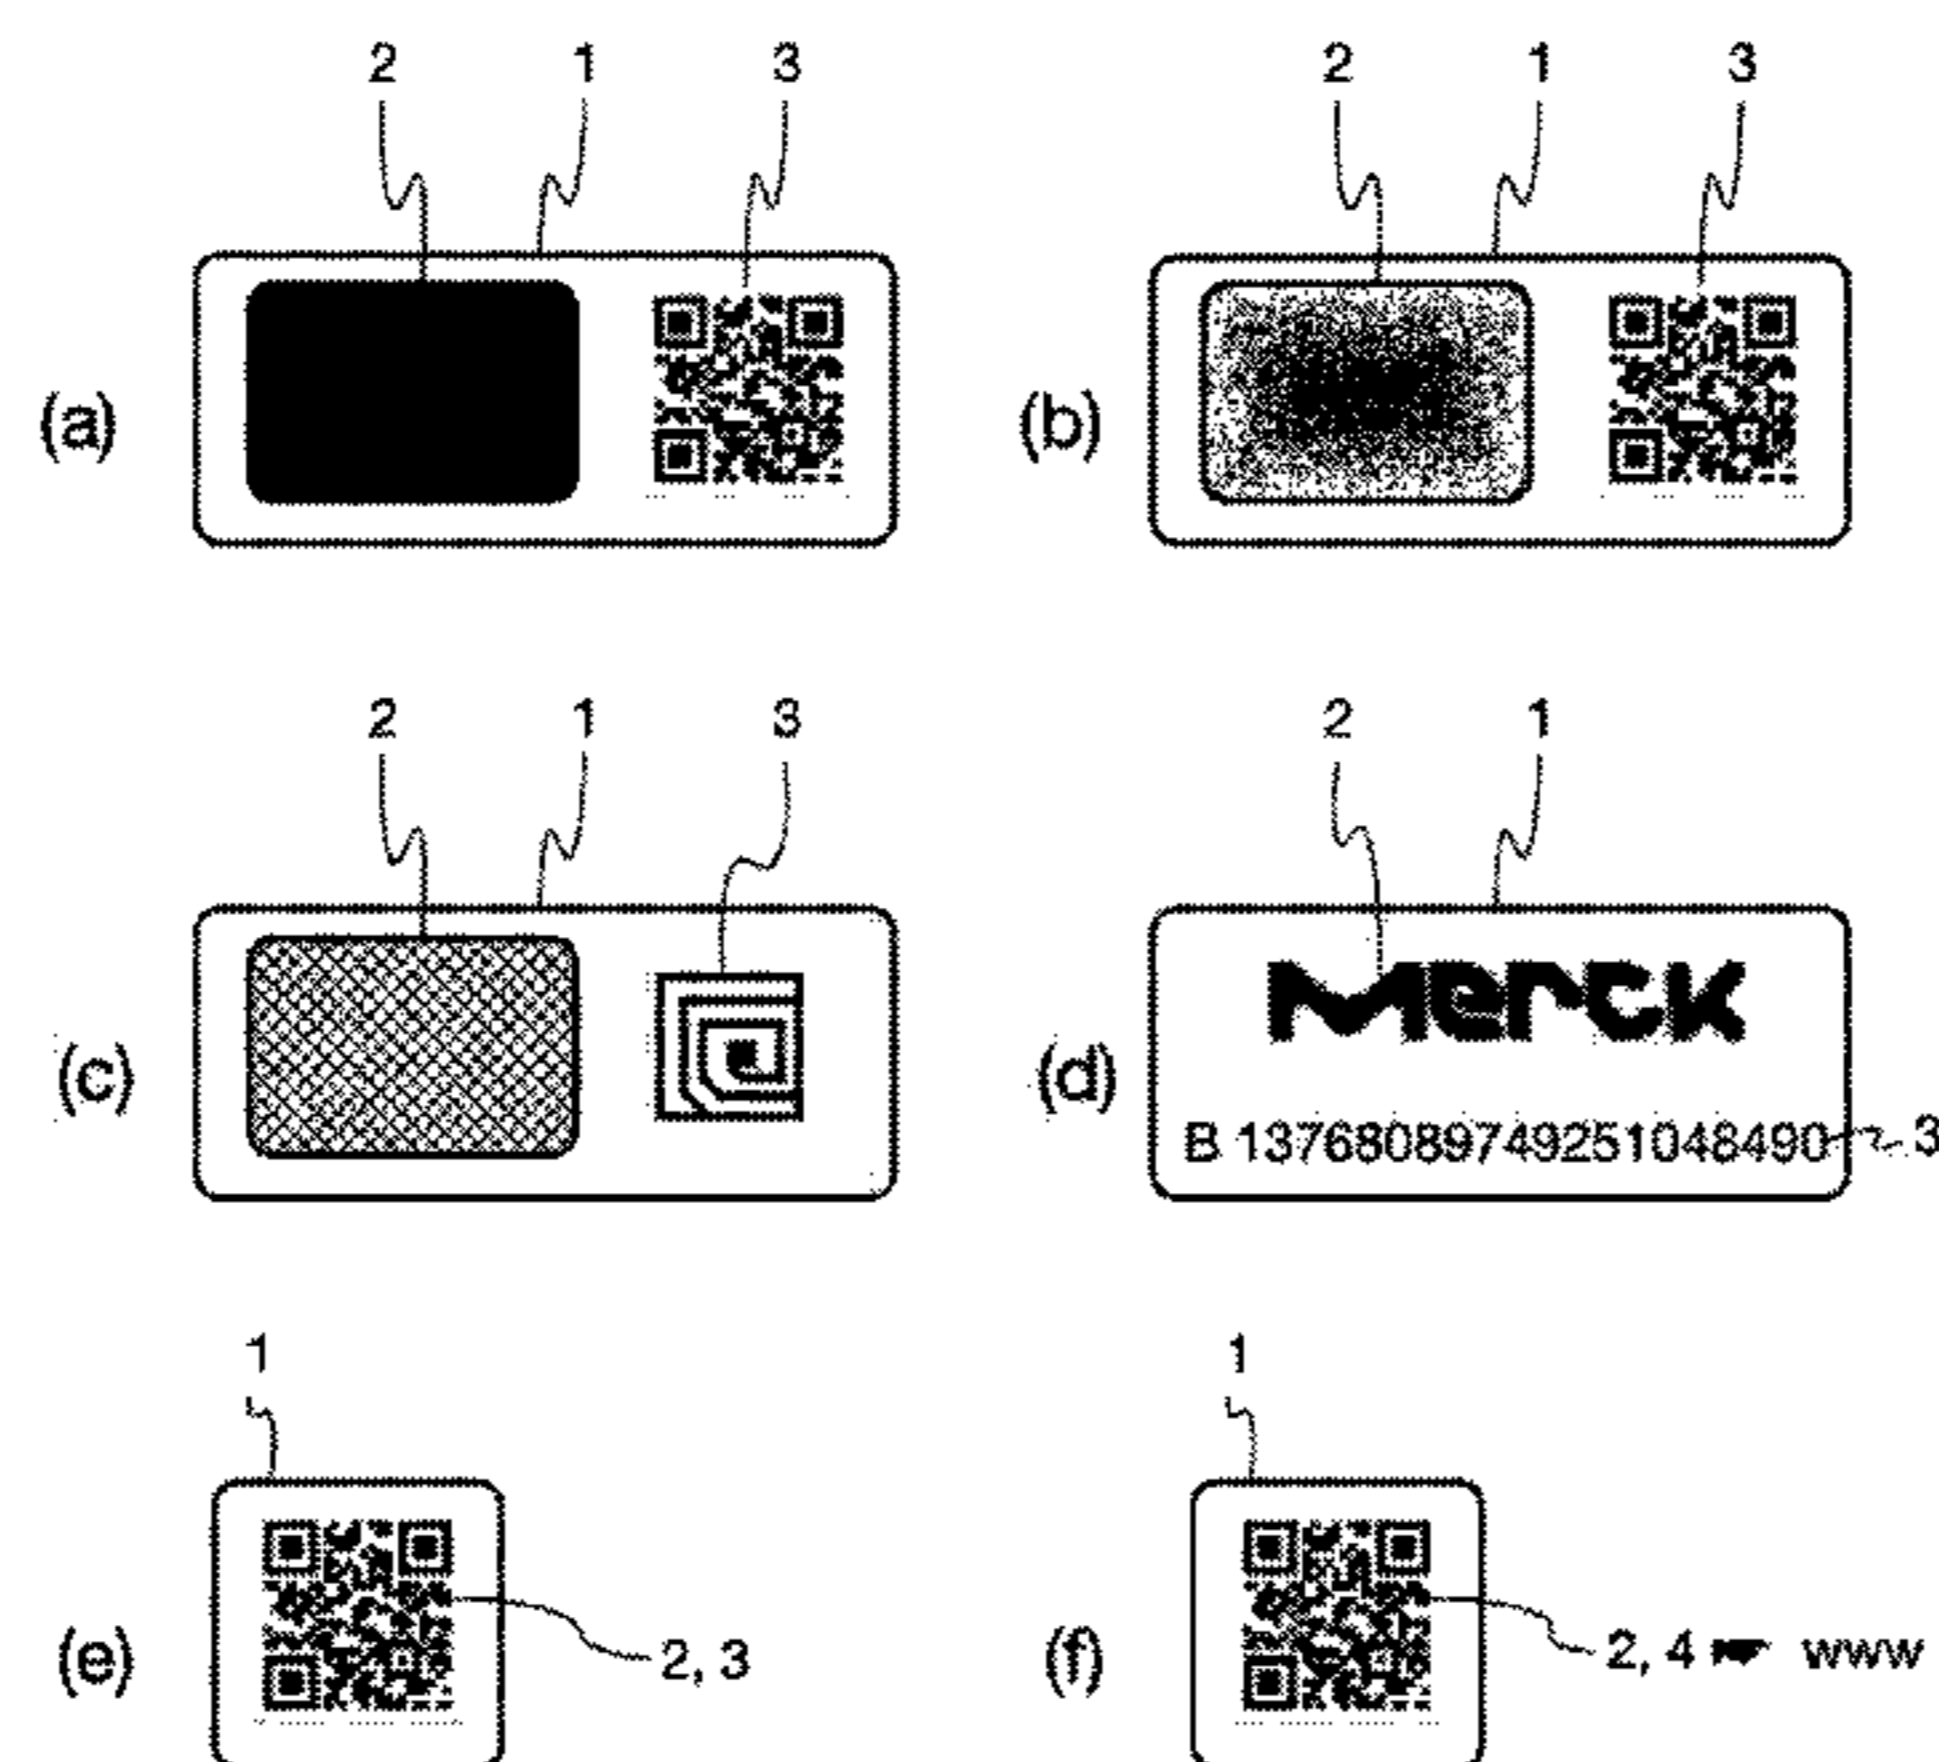 2 1 3
2 1 3
(a)
(b)
2 1 3
2 1
(c)
Merck
(d)
B 13768089749251048490
3
1
1
(e)
2, 3
(f)
2, 4 ☛ www